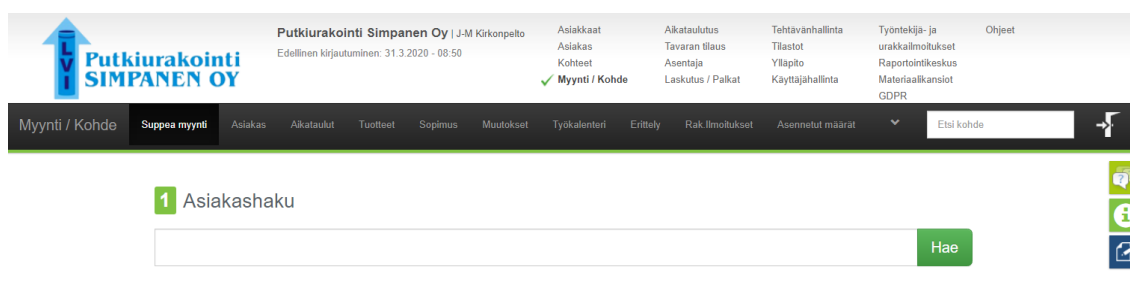 LVI
Putkiurakointi
SIMPANEN OY
Putkiurakointi Simpanen Oy | J-M Kirkonpelto
Edellinen kirjautuminen: 31.3.2020 - 08:50
Asiakkaat
Asiakas
Kohteet
Myynti / Kohde
Aikataulutus
Tavaran tilaus
Asentaja
Laskutus / Palkat
Tehtävänhallinta
Tilastot
Ylläpito
Käyttäjähallinta
Työntekijä- ja
urakkailmoitukset
Raportointikeskus
Materiaalikansiot
GDPR
Ohjeet
Myynti / Kohde Suppea myynti Asiakas Aikataulut Tuotteet Sopimus Muutokset Työkalenteri Erittely Rak.Ilmoitukset Asennetut määrät Etsi kohde
1 Asiakashaku
Hae